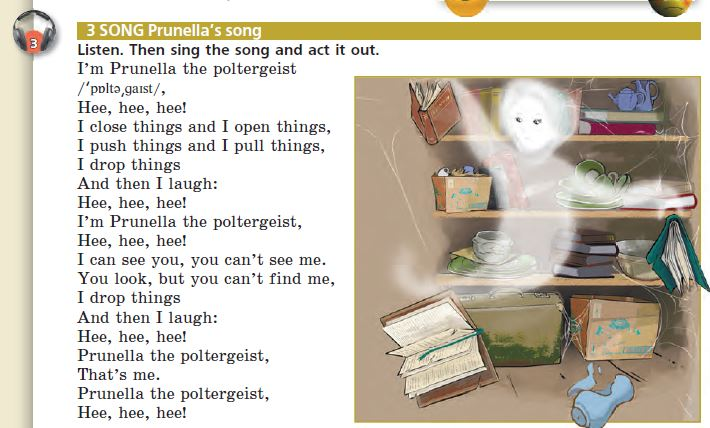 3
3 SONG Prunella's song
Listen. Then sing the song and act it out.
I'm Prunella the poltergeist
/ˈpɒltəˌɡaɪst/,
Hee, hee, hee!
I close things and I open things,
I push things and I pull things,
I drop things
And then I laugh:
Hee, hee, hee!
I'm Prunella the poltergeist,
Hee, hee, hee!
I can see you, you can't see me.
You look, but you can't find me,
I drop things
And then I laugh:
Hee, hee, hee!
Prunella the poltergeist,
That's me.
Prunella the poltergeist,
Hee, hee, hee!